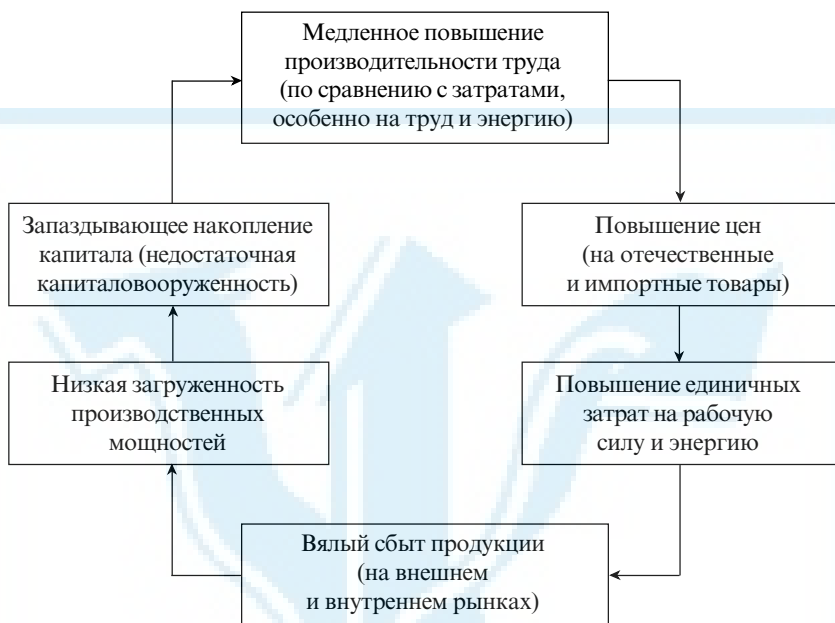 Медленное повышение
производительности труда
(по сравнению с затратами,
особенно на труд и энергию)
Запаздывающее накопление
капитала (недостаточная
капиталовооруженность)
Повышение цен
(на отечественные
и импортные товары)
Низкая загруженность
производственных
мощностей
Повышение единичных
затрат на рабочую
силу и энергию
Вялый сбыт продукции
(на внешнем
и внутреннем рынках)